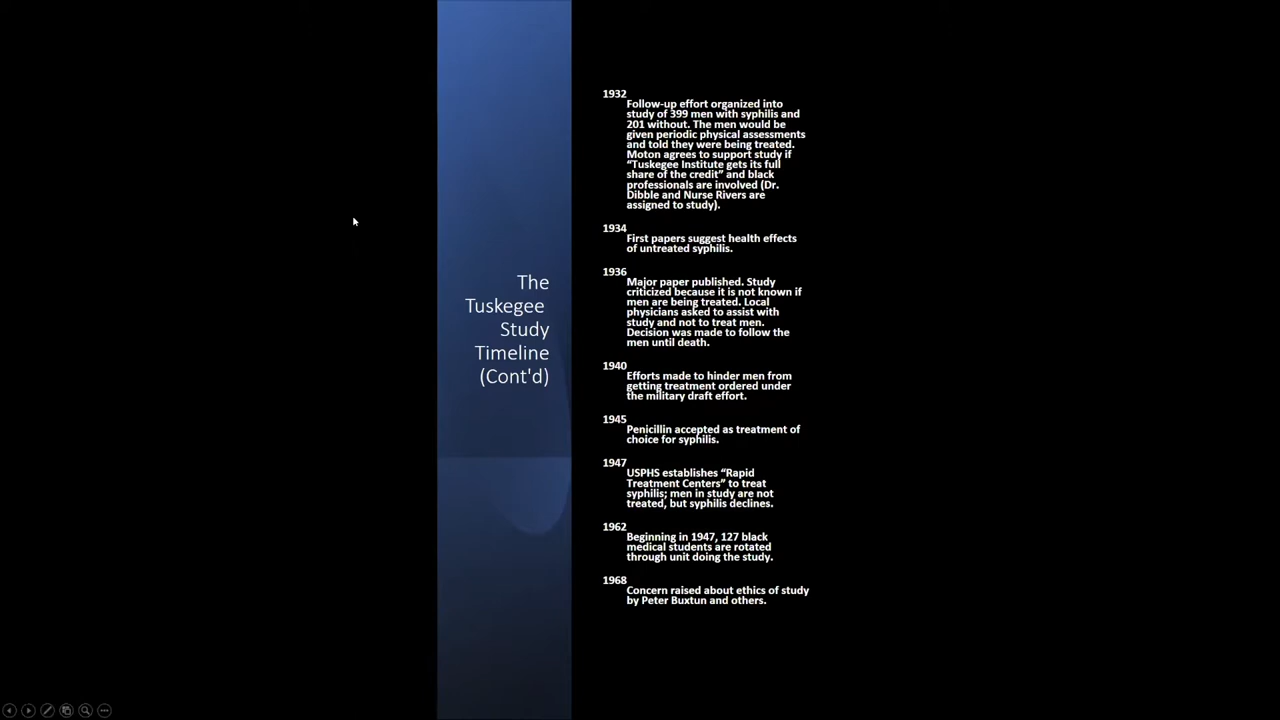 The
Tuskegee
Study
Timeline
(Cont'd)
1932
Follow-up effort organized into
study of 399 men with syphilis and
201 without. The men would be
given periodic physical assessments
and told they were being treated.
Moton agrees to support study if
“Tuskegee Institute gets its full
share of the credit” and black
professionals are involved (Dr.
Dibble and Nurse Rivers are
assigned to study).
1934
First papers suggest health effects
of untreated syphilis.
1936
Major paper published. Study
criticized because it is not known if
men are being treated. Local
physicians asked to assist with
study and not to treat men.
Decision was made to follow the
men until death.
1940
Efforts made to hinder men from
getting treatment ordered under
the military draft effort.
1945
Penicillin accepted as treatment of
choice for syphilis.
1947
USPHS establishes “Rapid
Treatment Centers” to treat
syphilis; men in study are not
treated, but syphilis declines.
1962
Beginning in 1947, 127 black
medical students are rotated
through unit doing the study.
1968
Concern raised about ethics of study
by Peter Buxtun and others.